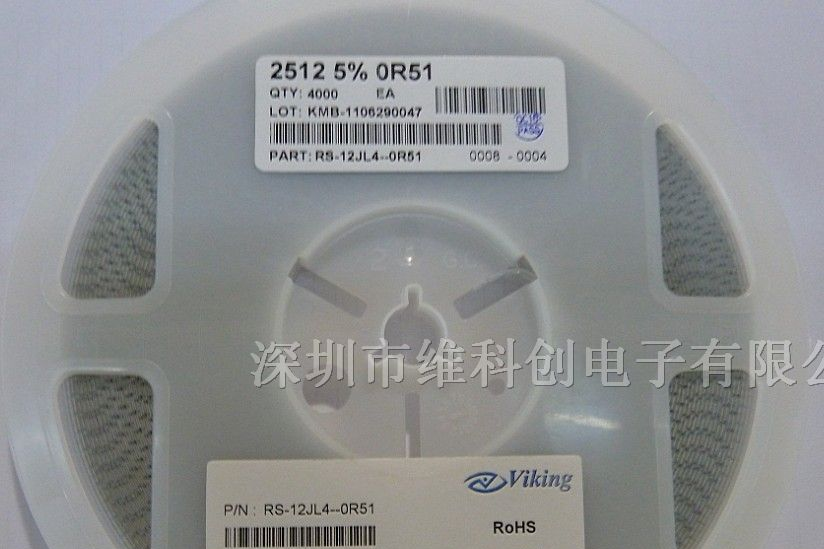 2512 5% 0R51
QTY: 4000 EA
LOT: KMB-1106290047
PASS
PART: RS-12JL4--0R51 0008 - 0004
深圳市维科创电子有限公
Viking
P/N : RS-12JL4--0R51
RoHS